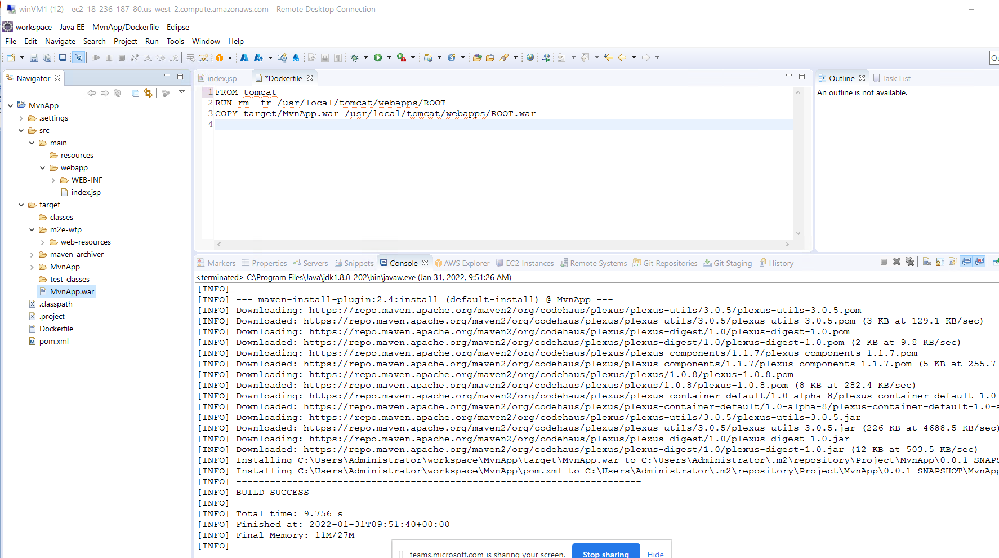 winVM1 (12) - ec2-18-236-187-80.us-west-2.compute.amazonaws.com - Remote Desktop Connection
workspace - Java EE - MvnApp/Dockerfile - Eclipse
File Edit Navigate Search Project Run Tools Window Help
Qu
Navigator
MvnApp
.settings
src
main
resources
webapp
WEB-INF
index.jsp
target
classes
m2e-wtp
web-resources
maven-archiver
MvnApp
test-classes
MvnApp.war
.classpath
.project
Dockerfile
pom.xml
index.jsp *Dockerfile
1 FROM tomcat
2 RUN rm -fr /usr/local/tomcat/webapps/ROOT
3 COPY target/MvnApp.war /usr/local/tomcat/webapps/ROOT.war
4
Outline Task List
An outline is not available.
Markers Properties Servers Snippets Console AWS Explorer EC2 Instances Remote Systems Git Repositories Git Staging History
<terminated> C:\Program Files\Java\jdk1.8.0_202\bin\javaw.exe (Jan 31, 2022, 9:51:26 AM)
[INFO]
[INFO] --- maven-install-plugin:2.4:install (default-install) @ MvnApp ---
[INFO] Downloading: https://repo.maven.apache.org/maven2/org/codehaus/plexus/plexus-utils/3.0.5/plexus-utils-3.0.5.pom
[INFO] Downloaded: https://repo.maven.apache.org/maven2/org/codehaus/plexus/plexus-utils/3.0.5/plexus-utils-3.0.5.pom (3 KB at 129.1 KB/sec)
[INFO] Downloading: https://repo.maven.apache.org/maven2/org/codehaus/plexus/plexus-digest/1.0/plexus-digest-1.0.pom
[INFO] Downloaded: https://repo.maven.apache.org/maven2/org/codehaus/plexus/plexus-digest/1.0/plexus-digest-1.0.pom (2 KB at 9.8 KB/sec)
[INFO] Downloading: https://repo.maven.apache.org/maven2/org/codehaus/plexus/plexus-components/1.1.7/plexus-components-1.1.7.pom
[INFO] Downloaded: https://repo.maven.apache.org/maven2/org/codehaus/plexus/plexus-components/1.1.7/plexus-components-1.1.7.pom (5 KB at 255.7
[INFO] Downloading: https://repo.maven.apache.org/maven2/org/codehaus/plexus/plexus/1.0.8/plexus-1.0.8.pom
[INFO] Downloaded: https://repo.maven.apache.org/maven2/org/codehaus/plexus/plexus/1.0.8/plexus-1.0.8.pom (8 KB at 282.4 KB/sec)
[INFO] Downloading: https://repo.maven.apache.org/maven2/org/codehaus/plexus/plexus-container-default/1.0-alpha-8/plexus-container-default-1.0-
[INFO] Downloaded: https://repo.maven.apache.org/maven2/org/codehaus/plexus/plexus-container-default/1.0-alpha-8/plexus-container-default-1.0-a
[INFO] Downloading: https://repo.maven.apache.org/maven2/org/codehaus/plexus/plexus-utils/3.0.5/plexus-utils-3.0.5.jar
[INFO] Downloaded: https://repo.maven.apache.org/maven2/org/codehaus/plexus/plexus-utils/3.0.5/plexus-utils-3.0.5.jar (226 KB at 4688.5 KB/sec)
[INFO] Downloading: https://repo.maven.apache.org/maven2/org/codehaus/plexus/plexus-digest/1.0/plexus-digest-1.0.jar
[INFO] Downloaded: https://repo.maven.apache.org/maven2/org/codehaus/plexus/plexus-digest/1.0/plexus-digest-1.0.jar (12 KB at 503.5 KB/sec)
[INFO] Installing C:\Users\Administrator\workspace\MvnApp\target\MvnApp.war to C:\Users\Administrator\.m2\repository\Project\MvnApp\0.0.1-SNAPS
[INFO] Installing C:\Users\Administrator\workspace\MvnApp\pom.xml to C:\Users\Administrator\.m2\repository\Project\MvnApp\0.0.1-SNAPSHOT\MvnApp
[INFO] ------------------------------------------------------------------------
[INFO] BUILD SUCCESS
[INFO] ------------------------------------------------------------------------
[INFO] Total time: 9.756 s
[INFO] Finished at: 2022-01-31T09:51:40+00:00
[INFO] Final Memory: 11M/27M
[INFO] ----------------------------
teams.microsoft.com is sharing your screen. Stop sharing Hide